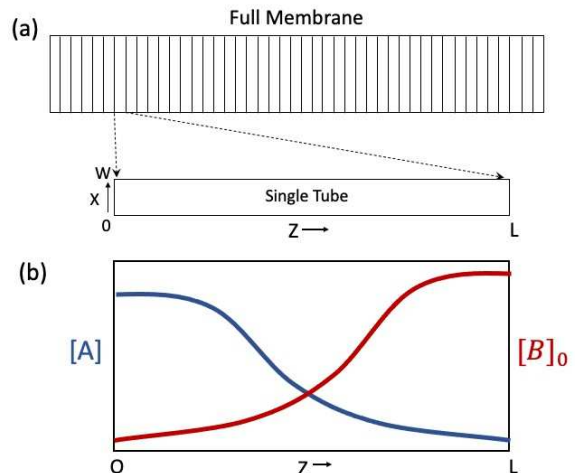 (a)
Full Membrane
W
X
0
Single Tube
Z
L
(b)
[A]
[B]₀
O
z
L